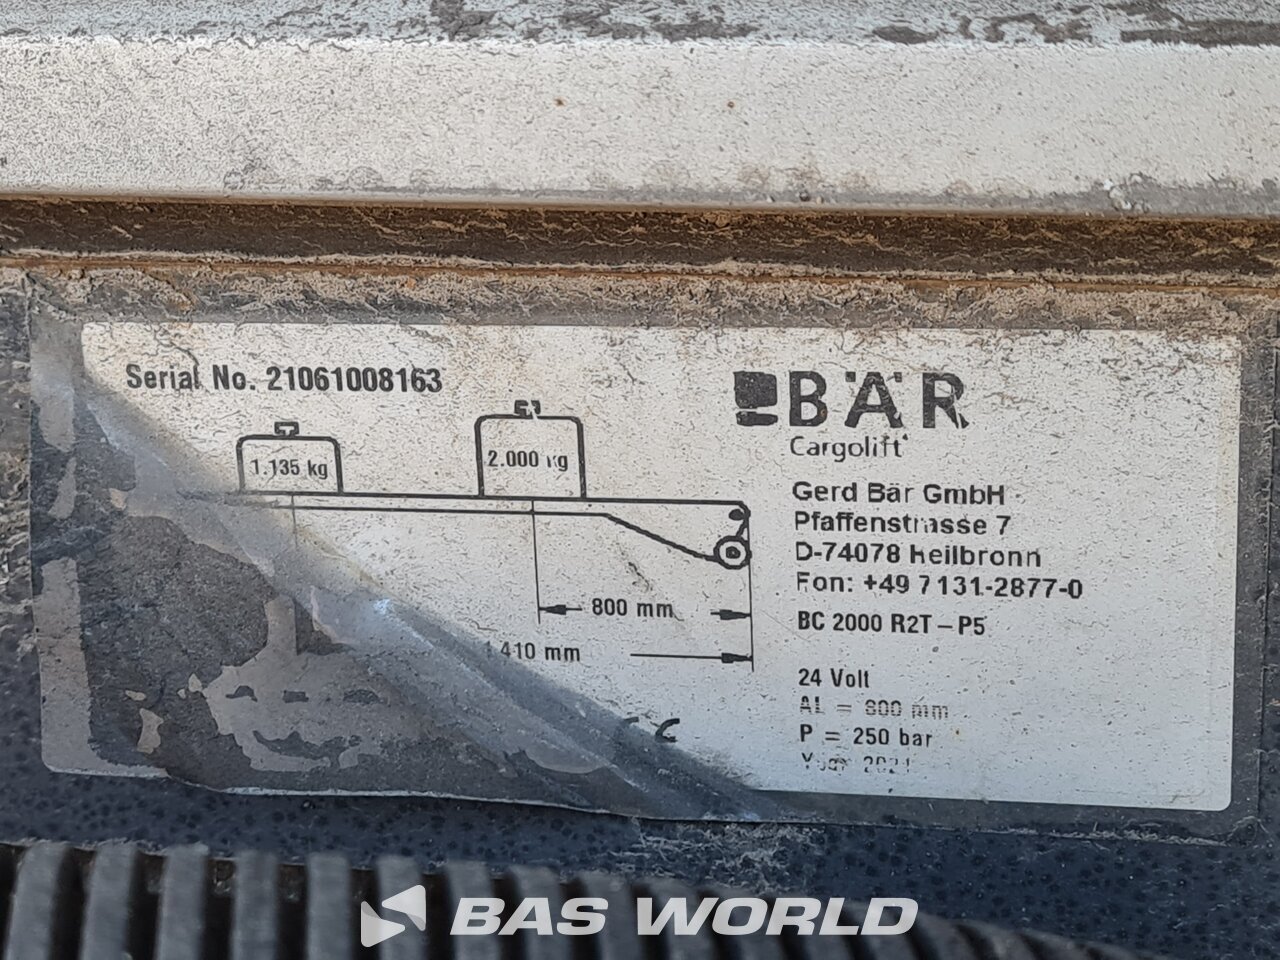 Serial No. 21061008163
BÄR
Cargolift
1.135 kg
2.000 kg
Gerd Bär GmbH
Pfaffenstrasse 7
D-74078 Heilbronn
Fon: +49 7131-2877-0
800 mm
BC 2000 R2T-P5
410 mm
24 Volt
AL = 800 mm
P = 250 bar
Year 2021
BAS WORLD